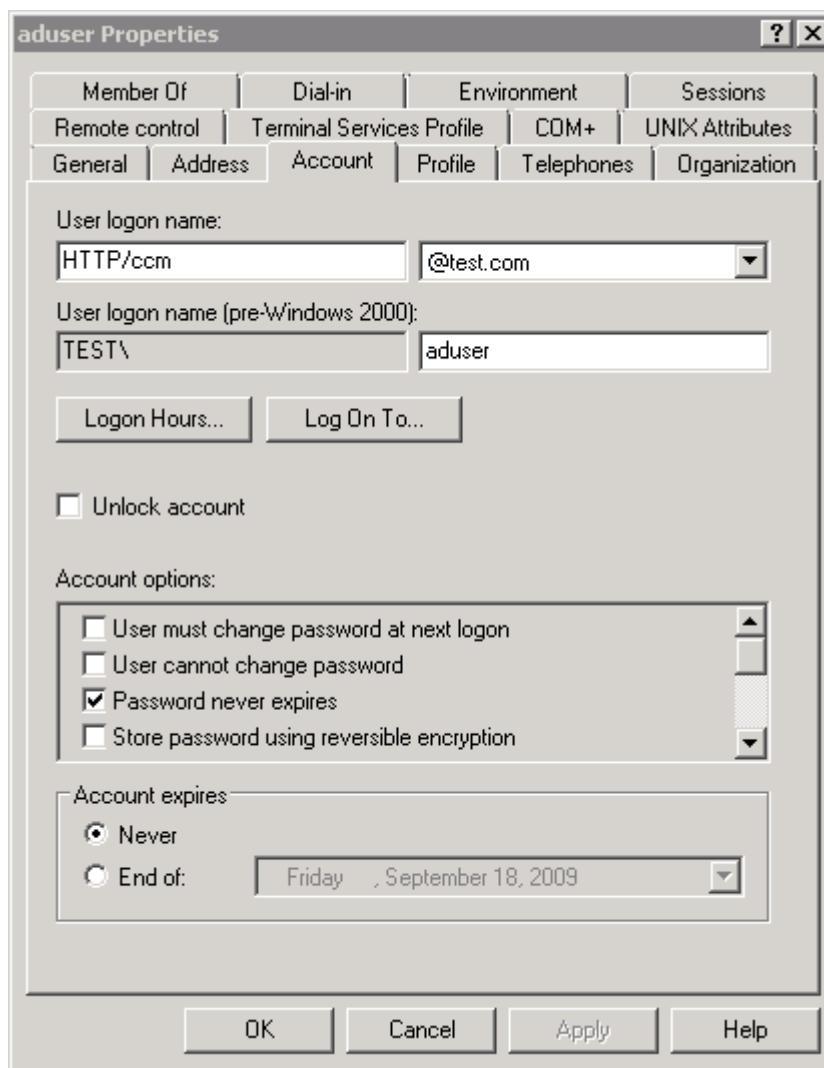 aduser Properties
Member Of Dial-in Environment Sessions
Remote control Terminal Services Profile COM+ UNIX Attributes
General Address Account Profile Telephones Organization
User logon name:
HTTP/ccm @test.com
User logon name (pre-Windows 2000):
TEST\ aduser
Logon Hours... Log On To...
Unlock account
Account options:
User must change password at next logon
User cannot change password
Password never expires
Store password using reversible encryption
Account expires
Never
End of: Friday , September 18, 2009
OK Cancel Apply Help